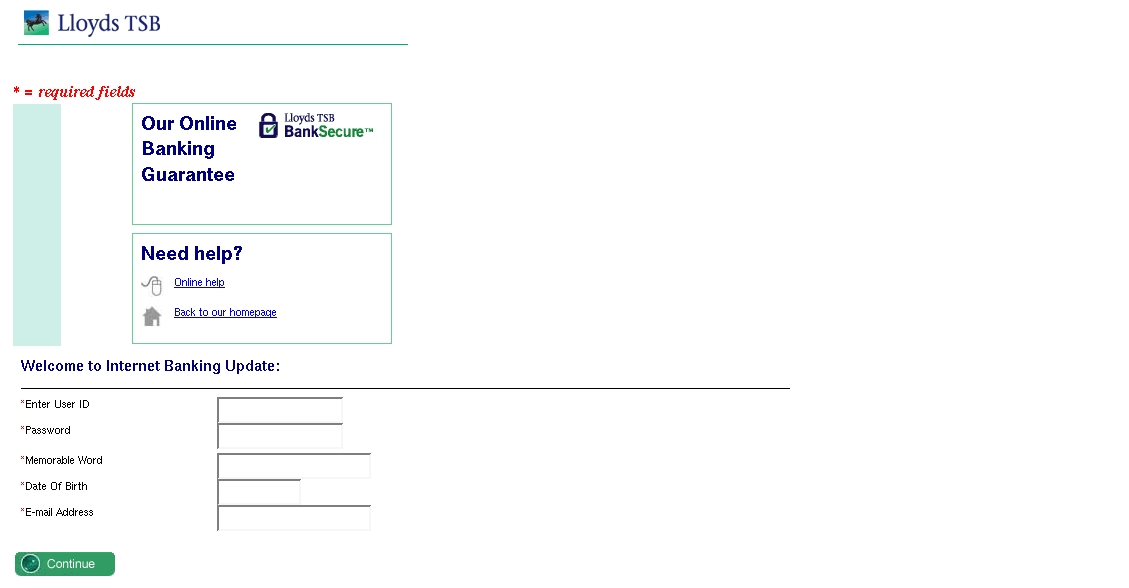 Lloyds TSB
* = required fields
Our Online
Banking
Guarantee
Lloyds TSB
BankSecure™
Need help?
Online help
Back to our homepage
Welcome to Internet Banking Update:
*Enter User ID
*Password
*Memorable Word
*Date Of Birth
*E-mail Address
Continue